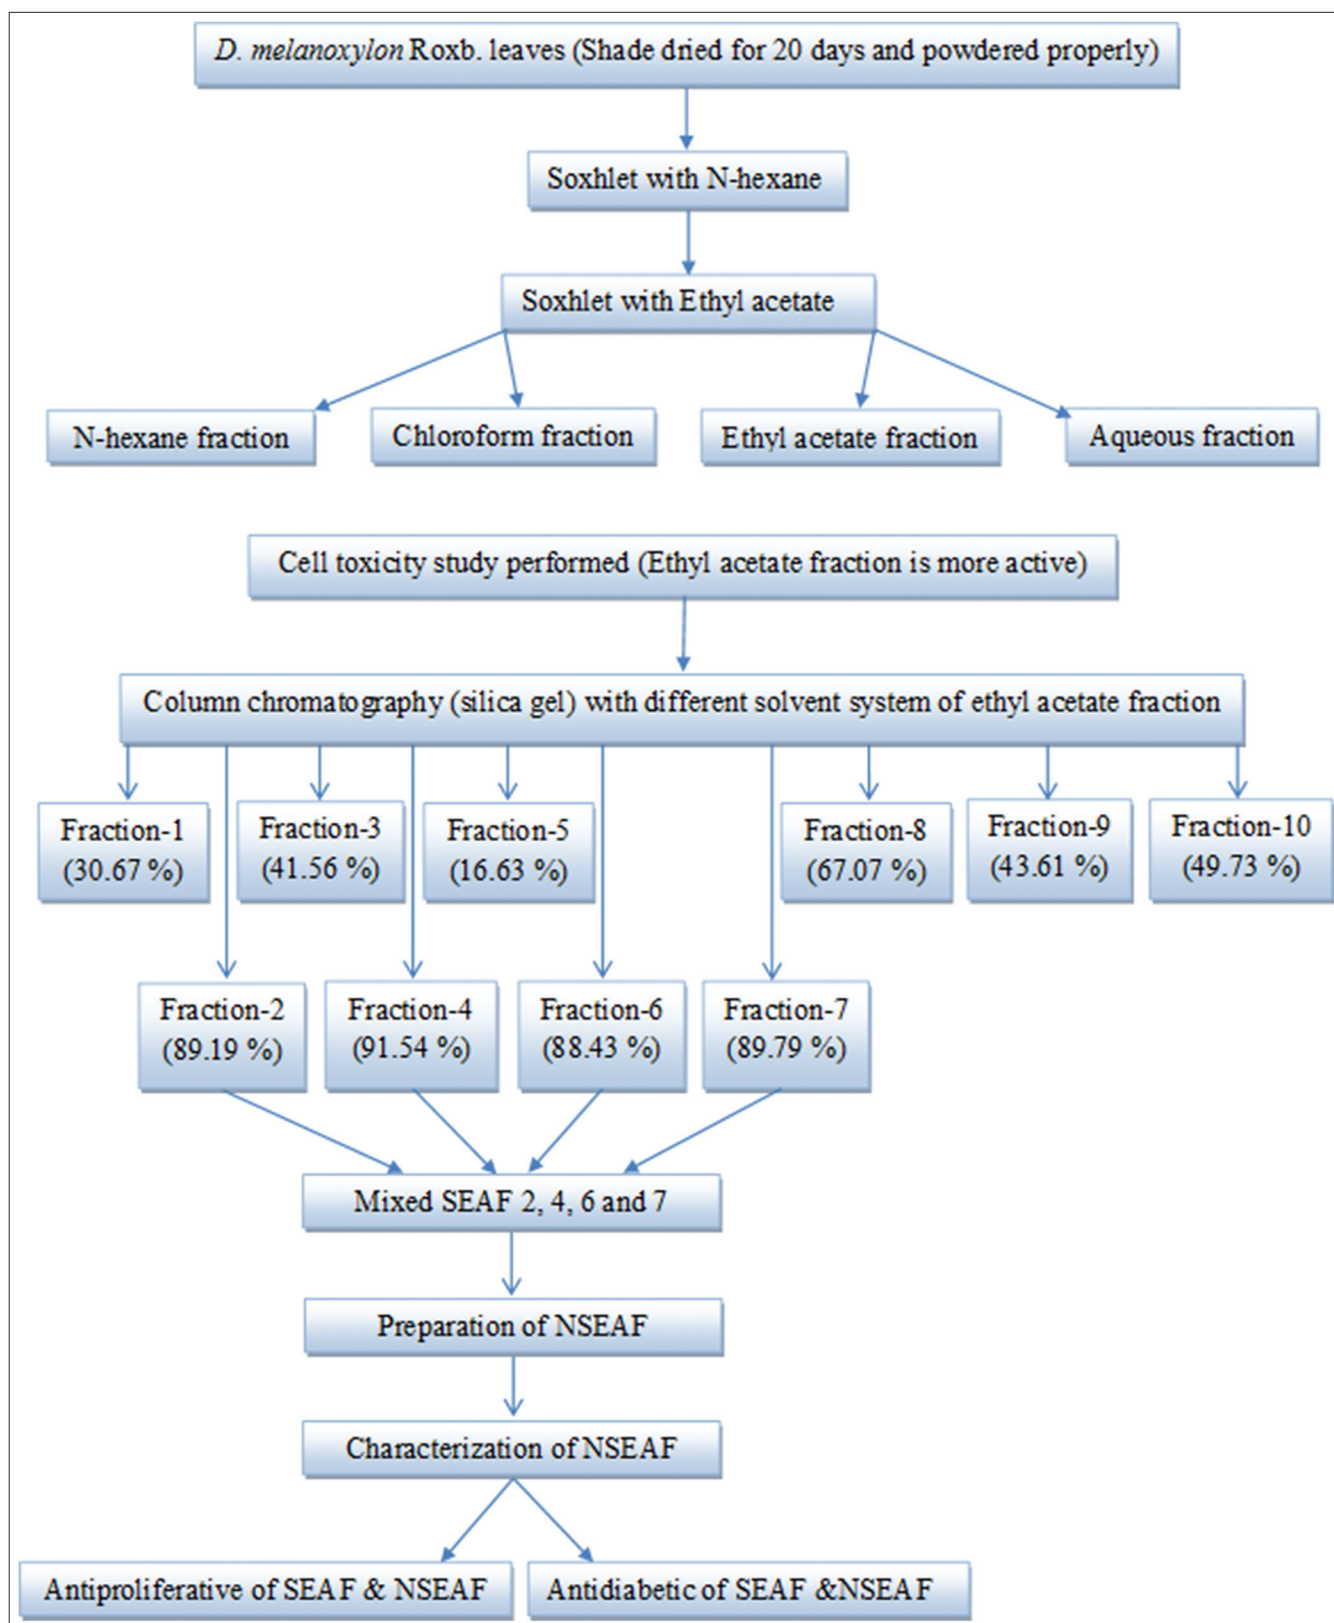 D. melanoxylon Roxb. leaves (Shade dried for 20 days and powdered properly)
Soxhlet with N-hexane
Soxhlet with Ethyl acetate
N-hexane fraction
Chloroform fraction
Ethyl acetate fraction
Aqueous fraction
Cell toxicity study performed (Ethyl acetate fraction is more active)
Column chromatography (silica gel) with different solvent system of ethyl acetate fraction
Fraction-1
(30.67 %)
Fraction-3
(41.56 %)
Fraction-5
(16.63 %)
Fraction-8
(67.07 %)
Fraction-9
(43.61 %)
Fraction-10
(49.73 %)
Fraction-2
(89.19 %)
Fraction-4
(91.54 %)
Fraction-6
(88.43 %)
Fraction-7
(89.79 %)
Mixed SEAF 2, 4, 6 and 7
Preparation of NSEAF
Characterization of NSEAF
Antiproliferative of SEAF & NSEAF
Antidiabetic of SEAF &NSEAF